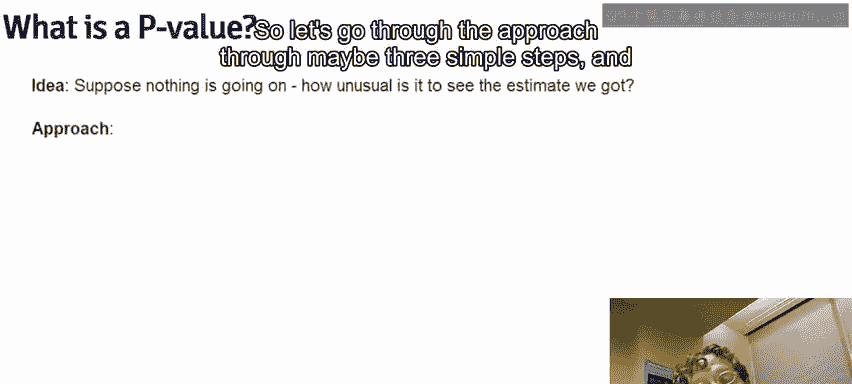 What is a P-value?
So let's go through the approach
through maybe three simple steps, and
Idea: Suppose nothing is going on - how unusual is it to see the estimate we got?
Approach: